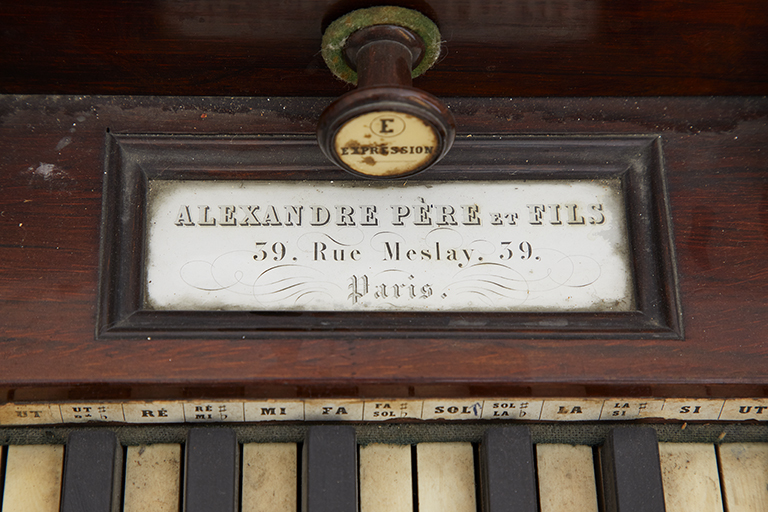 E
EXPRESSION
ALEXANDRE PÈRE ET FILS
39. Rue Meslay. 39.
Paris.
UT UT♯ RÉ♭ RÉ RÉ♯ MI♭ MI FA FA♯ SOL♭ SOL SOL♯ LA♭ LA LA♯ SI♭ SI UT